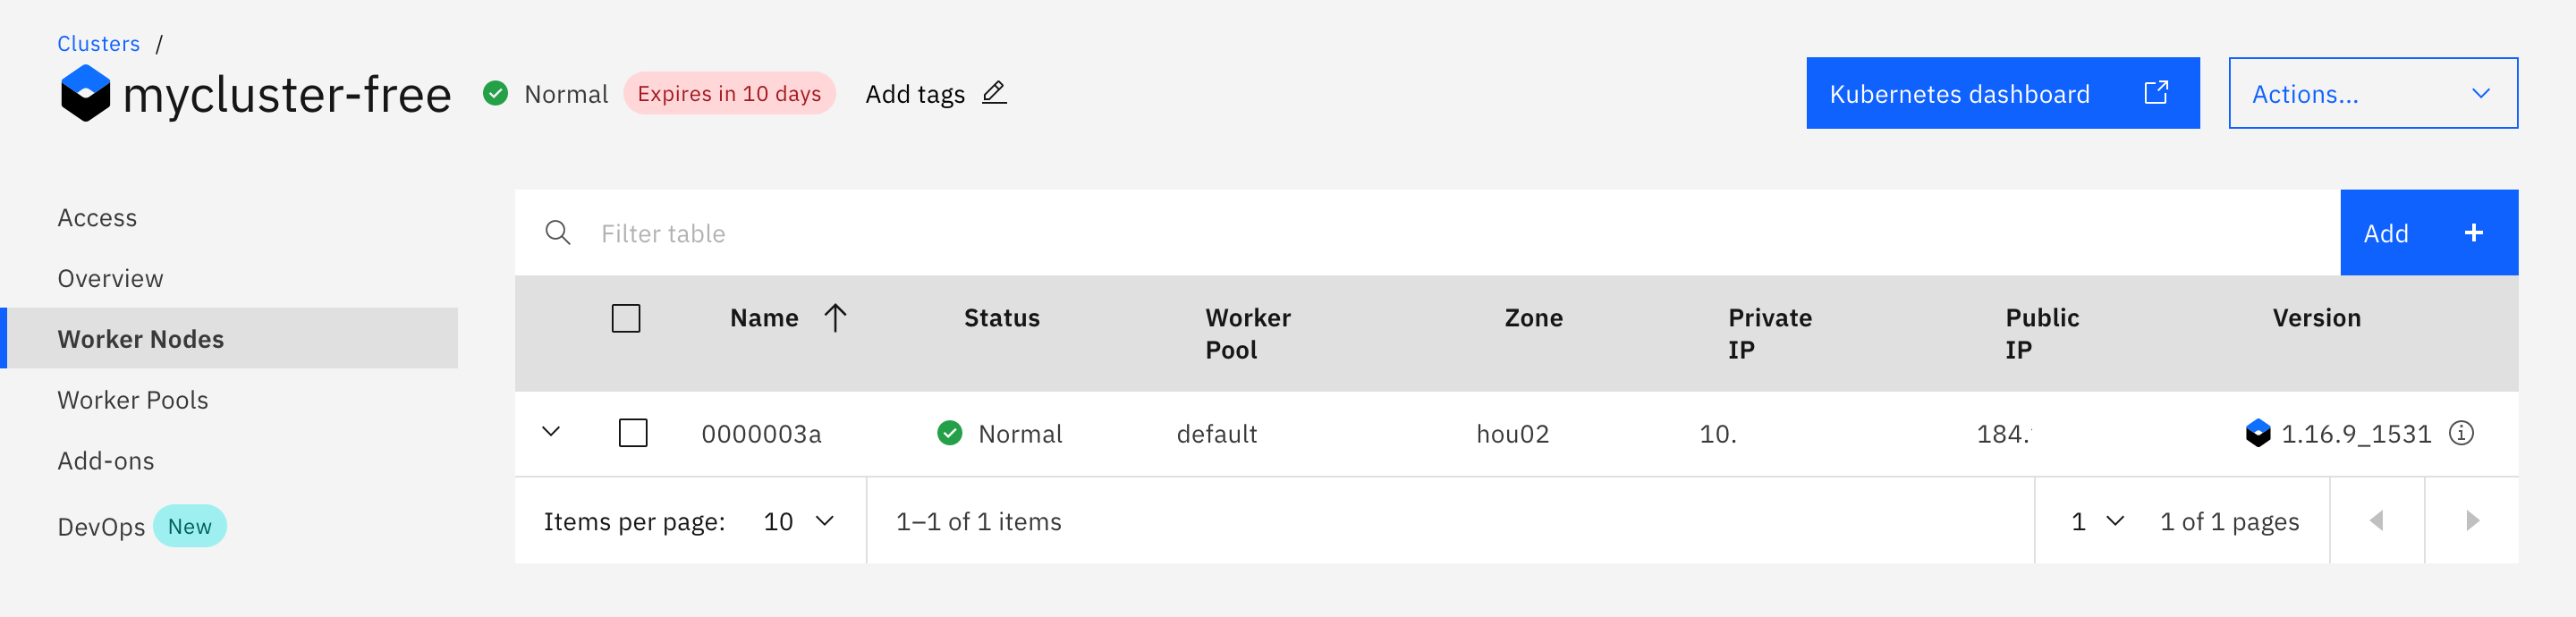 Clusters /
mycluster-free Normal Expires in 10 days Add tags Kubernetes dashboard Actions...
Access
Overview
Worker Nodes
Worker Pools
Add-ons
DevOps New
Filter table Add +
Name Status Worker Pool Zone Private IP Public IP Version
0000003a Normal default hou02 10. 184. 1.16.9_1531
Items per page: 10 1–1 of 1 items 1 1 of 1 pages